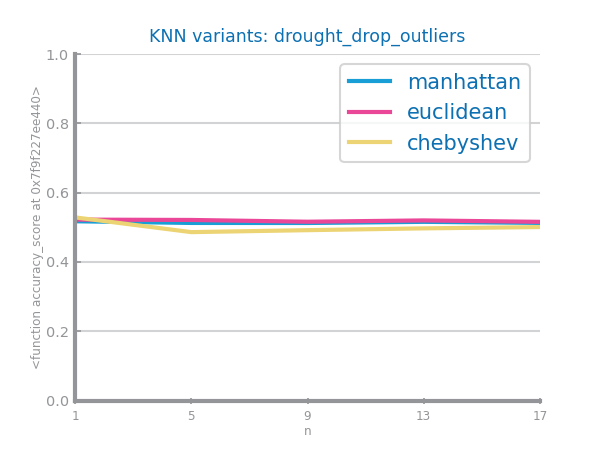 KNN variants: drought_drop_outliers
<function accuracy_score at 0x7f9f227ee440>
1.0
0.8
0.6
0.4
0.2
0.0
manhattan
euclidean
chebyshev
1 5 9 13 17
n